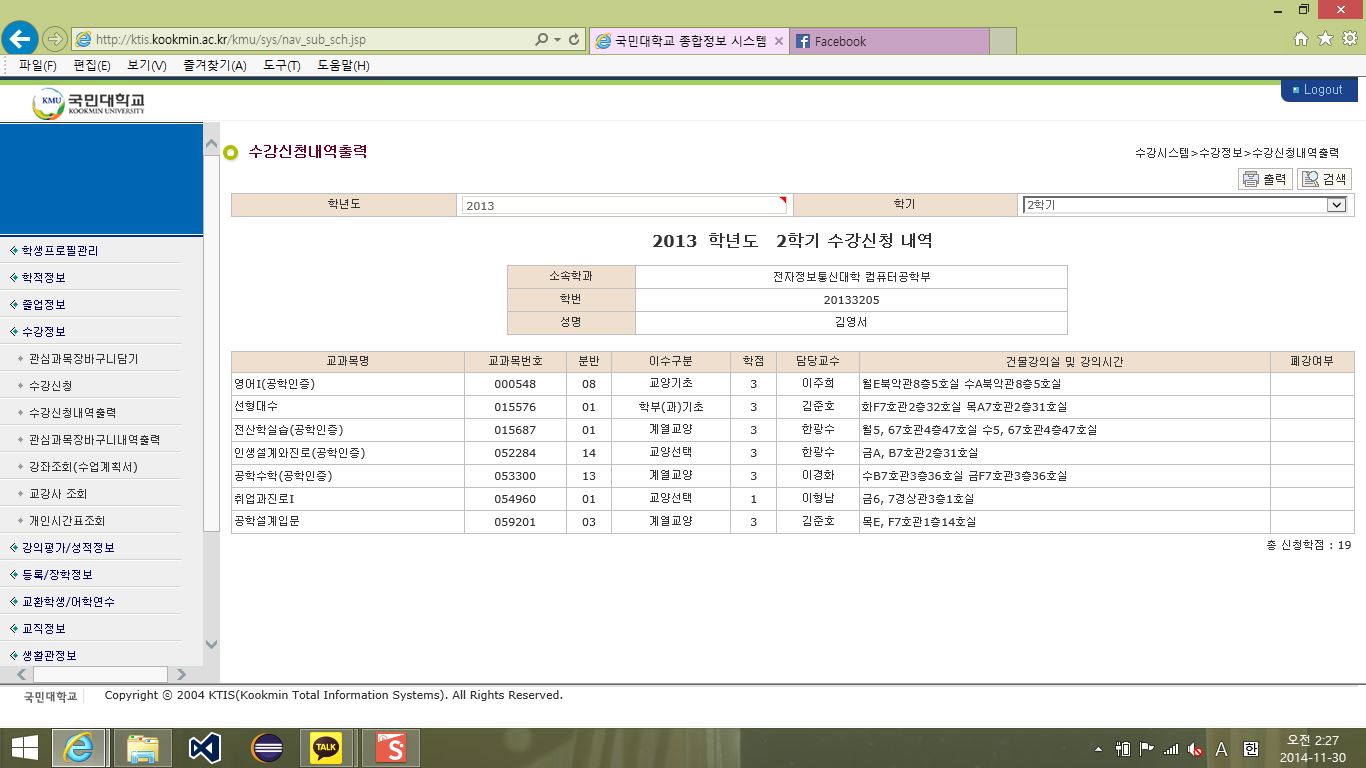 http://ktis.kookmin.ac.kr/kmu/sys/nav_sub_sch.jsp
국민대학교 종합정보 시스템
Facebook
파일(F) 편집(E) 보기(V) 즐겨찾기(A) 도구(T) 도움말(H)
KMU 국민대학교
KOOKMIN UNIVERSITY
Logout
수강신청내역출력
수강시스템>수강정보>수강신청내역출력
출력 검색
학년도 2013 학기 2학기
2013 학년도 2학기 수강신청 내역
소속학과 전자정보통신대학 컴퓨터공학부
학번 20133205
성명 김영서
교과목명 교과목번호 분반 이수구분 학점 담당교수 건물강의실 및 강의시간 폐강여부
영어I(공학인증) 000548 08 교양기초 3 이주희 월E북악관8층5호실 수A북악관8층5호실
선형대수 015576 01 학부(과)기초 3 김준호 화F7호관2층32호실 목A7호관2층31호실
전산학실습(공학인증) 015687 01 계열교양 3 한광수 월5, 67호관4층47호실 수5, 67호관4층47호실
인생설계와진로(공학인증) 052284 14 교양선택 3 한광수 금A, B7호관2층31호실
공학수학(공학인증) 053300 13 계열교양 3 이경화 수B7호관3층36호실 금F7호관3층36호실
취업과진로I 054960 01 교양선택 1 이형남 금6, 7경상관3층1호실
공학설계입문 059201 03 계열교양 3 김준호 목E, F7호관1층14호실
총 신청학점 : 19
학생프로필관리
학적정보
졸업정보
수강정보
관심과목장바구니담기
수강신청
수강신청내역출력
관심과목장바구니내역출력
강좌조회(수업계획서)
교강사 조회
개인시간표조회
강의평가/성적정보
등록/장학정보
교환학생/어학연수
교직정보
생활관정보
국민대학교 Copyright ⓒ 2004 KTIS(Kookmin Total Information Systems). All Rights Reserved.
TALK
S
A 한
오전 2:27
2014-11-30